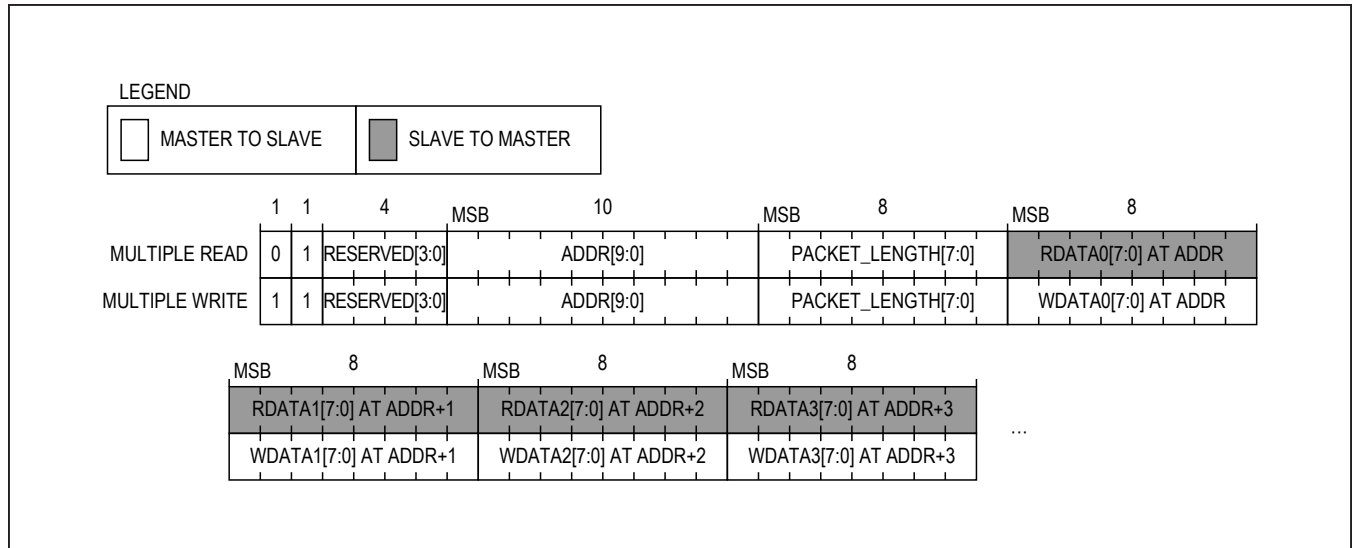 LEGEND
MASTER TO SLAVE SLAVE TO MASTER
1 1 4 MSB 10 MSB 8 MSB 8
MULTIPLE READ 0 1 RESERVED[3:0] ADDR[9:0] PACKET_LENGTH[7:0] RDATA0[7:0] AT ADDR
MULTIPLE WRITE 1 1 RESERVED[3:0] ADDR[9:0] PACKET_LENGTH[7:0] WDATA0[7:0] AT ADDR
MSB 8 MSB 8 MSB 8
RDATA1[7:0] AT ADDR+1 RDATA2[7:0] AT ADDR+2 RDATA3[7:0] AT ADDR+3 ...
WDATA1[7:0] AT ADDR+1 WDATA2[7:0] AT ADDR+2 WDATA3[7:0] AT ADDR+3